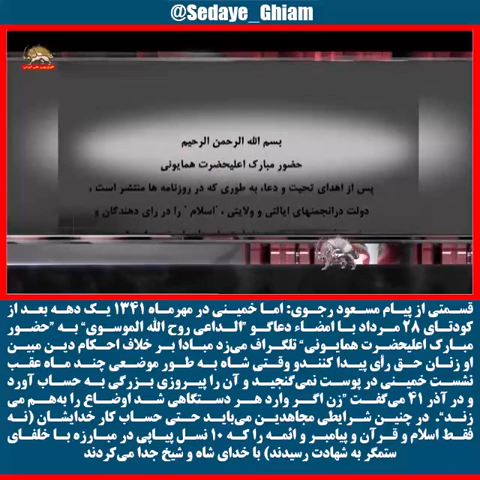 @Sedaye_Ghiam
بسم الله الرحمن الرحیم
حضور مبارک اعلیحضرت همایونی
پس از اهدای تحیت و دعا، به طوری که در روزنامه ها منتشر است ،
دولت درانجمنهای ایالتی و ولایتی ، "اسلام " را در رای دهندگان و
قسمتی از پیام مسعود رجوی: اما خمینی در مهرماه ۱۳۴۱ یک دهه بعد از
کودتای ۲۸ مرداد با امضاء دعاگو ”الداعی روح الله الموسوی“ به ”حضور
مبارک اعلیحضرت همایونی“ تلگراف می‌زد مبادا بر خلاف احکام دین مبین
او زنان حق رأی پیدا کنندو وقتی شاه به طور موضعی چند ماه عقب
نشست خمینی در پوست نمی‌گنجید و آن را پیروزی بزرگی به حساب آورد
و در آذر ۴۱ می‌گفت ”زن اگر وارد هر دستگاهی شد اوضاع را به‌هم می
زند“. در چنین شرایطی مجاهدین می‌باید حتی حساب کار خدایشان (نه
فقط اسلام و قرآن و پیامبر و ائمه را که ۱۰ نسل پیاپی در مبارزه با خلفای
ستمگر به شهادت رسیدند) با خدای شاه و شیخ جدا می‌کردند